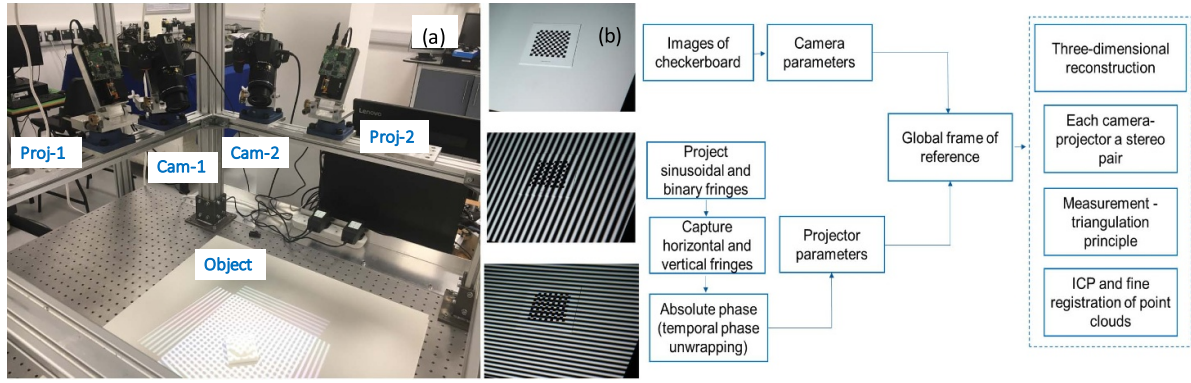 (a)
Lenovo
Proj-1
Cam-1
Cam-2
Proj-2
Object
(b)
Images of
checkerboard
Camera
parameters
Project
sinusoidal and
binary fringes
Capture
horizontal and
vertical fringes
Absolute phase
(temporal phase
unwrapping)
Projector
parameters
Global frame of
reference
Three-dimensional
reconstruction
Each camera-
projector a stereo
pair
Measurement -
triangulation
principle
ICP and fine
registration of point
clouds